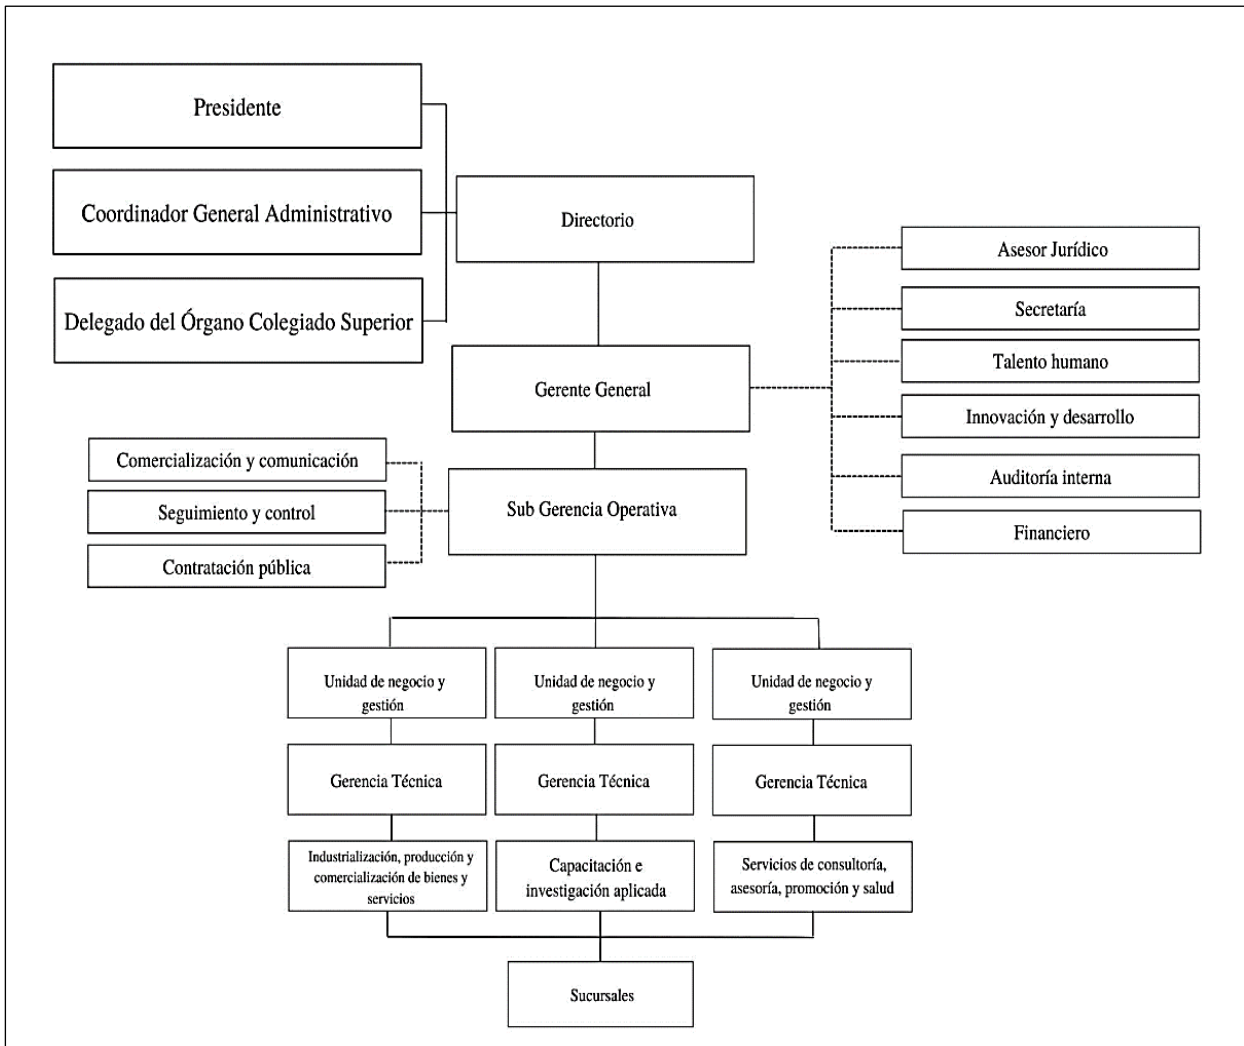 Presidente
Coordinador General Administrativo
Delegado del Órgano Colegiado Superior
Directorio
Gerente General
Asesor Jurídico
Secretaría
Talento humano
Innovación y desarrollo
Auditoría interna
Financiero
Comercialización y comunicación
Seguimiento y control
Contratación pública
Sub Gerencia Operativa
Unidad de negocio y
gestión
Unidad de negocio y
gestión
Unidad de negocio y
gestión
Gerencia Técnica
Gerencia Técnica
Gerencia Técnica
Industrialización, producción y
comercialización de bienes y
servicios
Capacitación e
investigación aplicada
Servicios de consultoría,
asesoría, promoción y salud
Sucursales